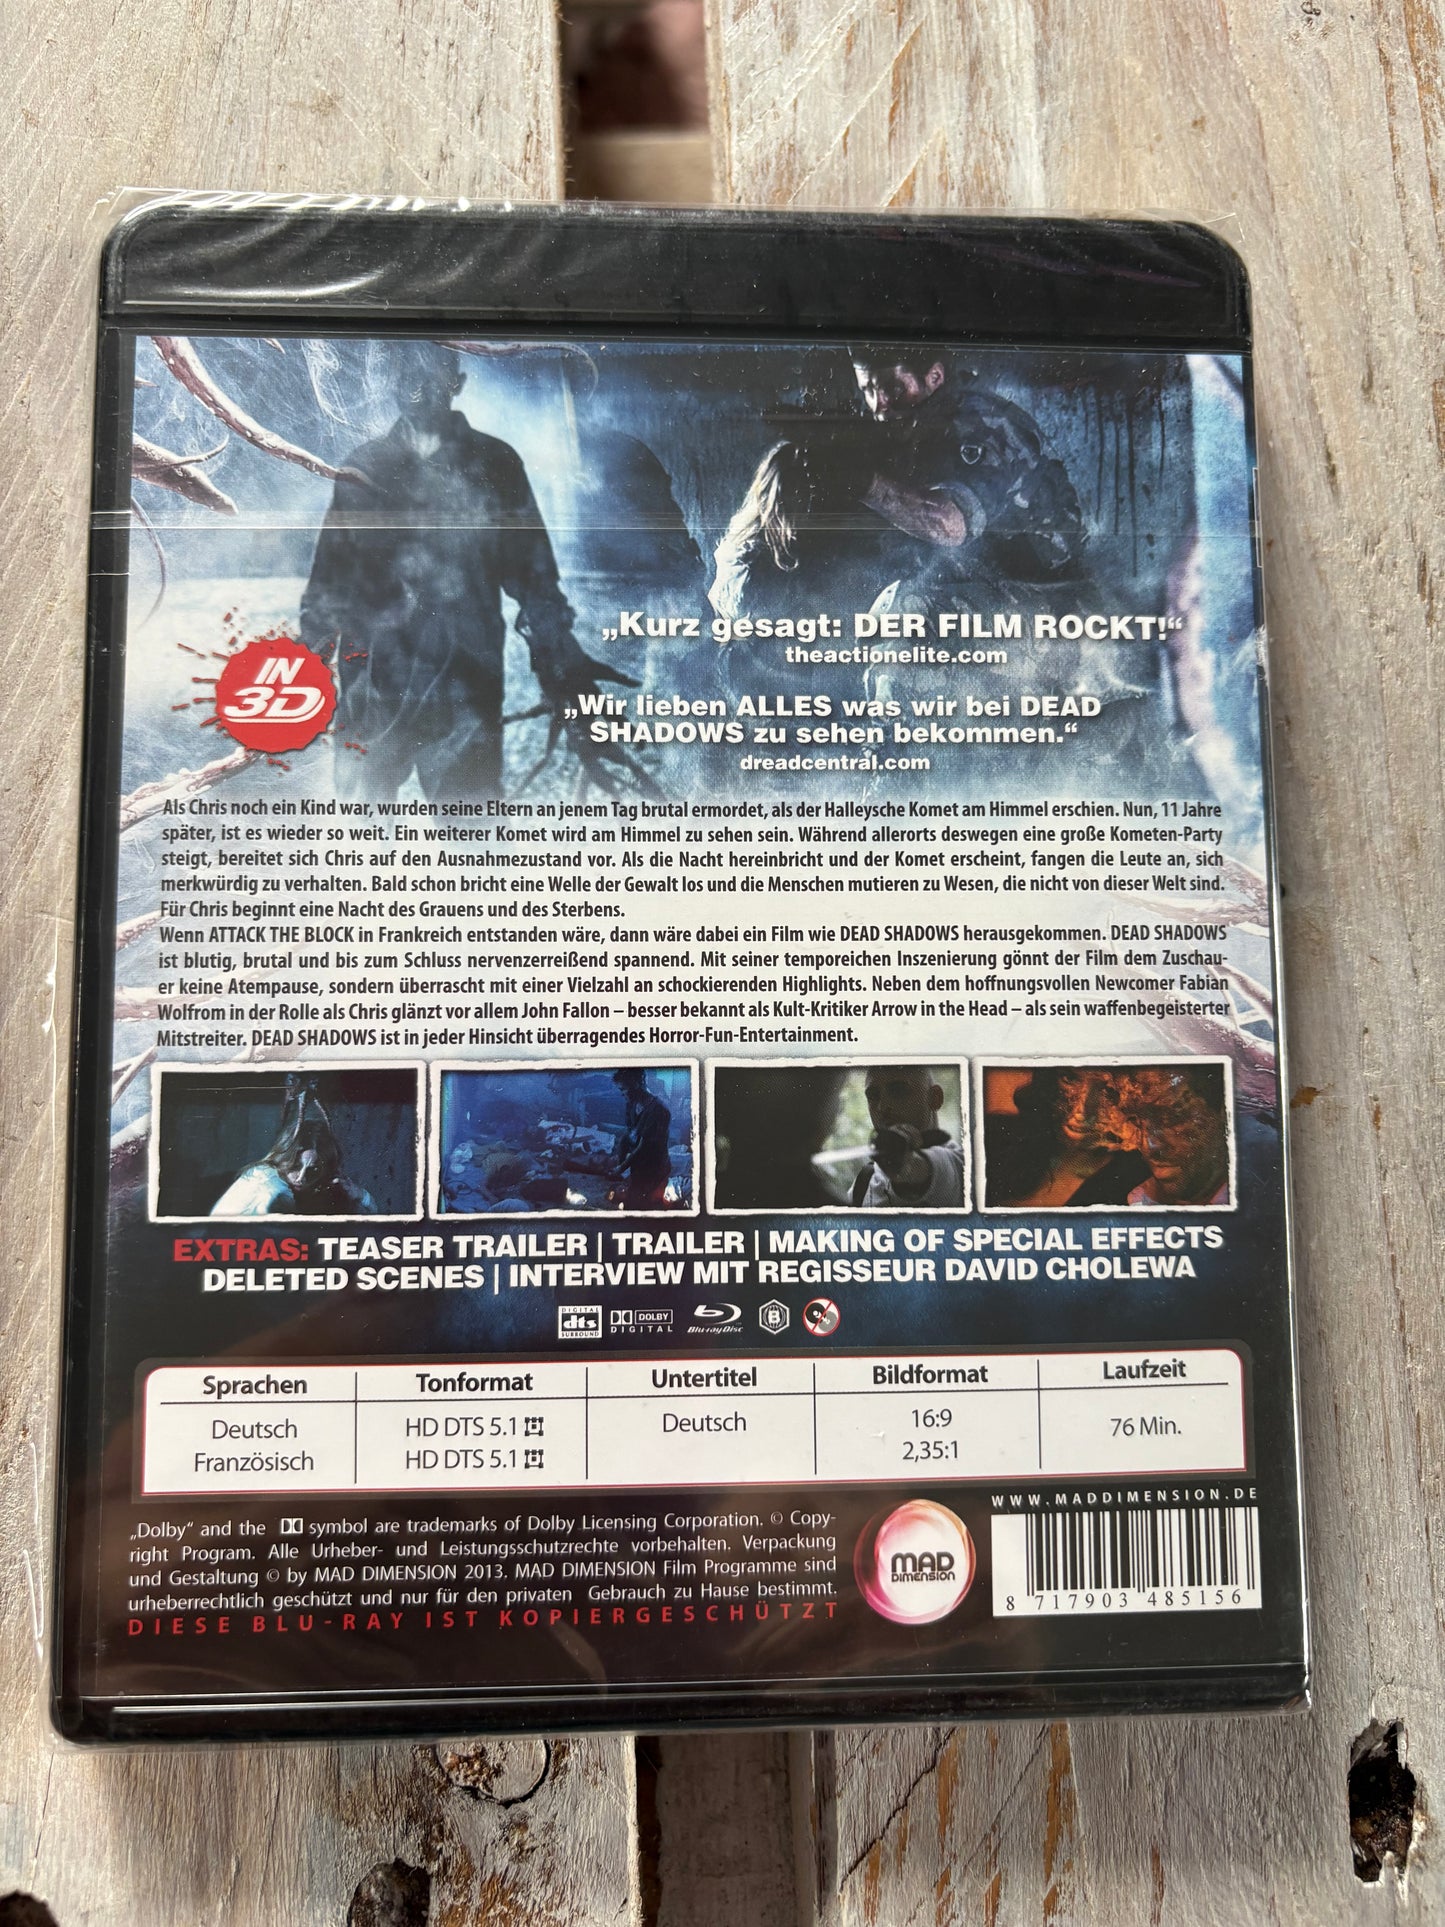 „Kurz gesagt: DER FILM ROCKT!“
theactionelite.com
IN
3D
„Wir lieben ALLES was wir bei DEAD
SHADOWS zu sehen bekommen.“
dreadcentral.com
Als Chris noch ein Kind war, wurden seine Eltern an jenem Tag brutal ermordet, als der Halleysche Komet am Himmel erschien. Nun, 11 Jahre
später, ist es wieder so weit. Ein weiterer Komet wird am Himmel zu sehen sein. Während allerorts deswegen eine große Kometen-Party
steigt, bereitet sich Chris auf den Ausnahmezustand vor. Als die Nacht hereinbricht und der Komet erscheint, fangen die Leute an, sich
merkwürdig zu verhalten. Bald schon bricht eine Welle der Gewalt los und die Menschen mutieren zu Wesen, die nicht von dieser Welt sind.
Für Chris beginnt eine Nacht des Grauens und des Sterbens.
Wenn ATTACK THE BLOCK in Frankreich entstanden wäre, dann wäre dabei ein Film wie DEAD SHADOWS herausgekommen. DEAD SHADOWS
ist blutig, brutal und bis zum Schluss nervenzerreißend spannend. Mit seiner temporeichen Inszenierung gönnt der Film dem Zuschau-
er keine Atempause, sondern überrascht mit einer Vielzahl an schockierenden Highlights. Neben dem hoffnungsvollen Newcomer Fabian
Wolfrom in der Rolle als Chris glänzt vor allem John Fallon – besser bekannt als Kult-Kritiker Arrow in the Head – als sein waffenbegeisterter
Mitstreiter. DEAD SHADOWS ist in jeder Hinsicht überragendes Horror-Fun-Entertainment.
EXTRAS: TEASER TRAILER | TRAILER | MAKING OF SPECIAL EFFECTS
DELETED SCENES | INTERVIEW MIT REGISSEUR DAVID CHOLEWA
DIGITAL dts SURROUND DOLBY DIGITAL Blu-ray Disc B
Sprachen Tonformat Untertitel Bildformat Laufzeit
Deutsch HD DTS 5.1 Deutsch 16:9 76 Min.
Französisch HD DTS 5.1 2,35:1
„Dolby“ and the symbol are trademarks of Dolby Licensing Corporation. © Copy-
right Program. Alle Urheber- und Leistungsschutzrechte vorbehalten. Verpackung
und Gestaltung © by MAD DIMENSION 2013. MAD DIMENSION Film Programme sind
urheberrechtlich geschützt und nur für den privaten Gebrauch zu Hause bestimmt.
DIESE BLU-RAY IST KOPIERGESCHÜTZT
MAD
DIMENSION
WWW.MADDIMENSION.DE
8 717903 485156